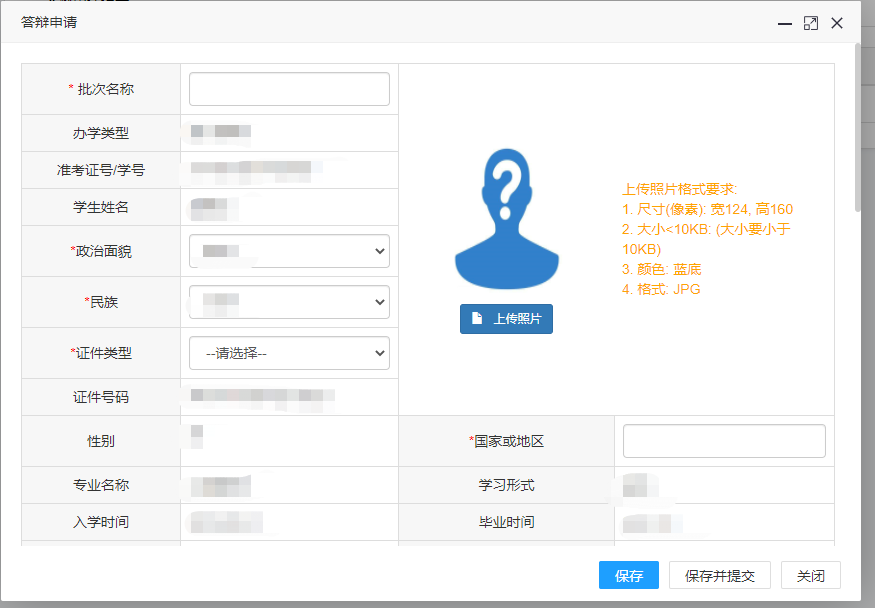 答辩申请
* 批次名称
办学类型
准考证号/学号
学生姓名
*政治面貌
*民族
*证件类型
--请选择--
证件号码
上传照片
上传照片格式要求:
1. 尺寸(像素): 宽124, 高160
2. 大小<10KB: (大小要小于
10KB)
3. 颜色: 蓝底
4. 格式: JPG
性别
*国家或地区
专业名称
学习形式
入学时间
毕业时间
保存
保存并提交
关闭